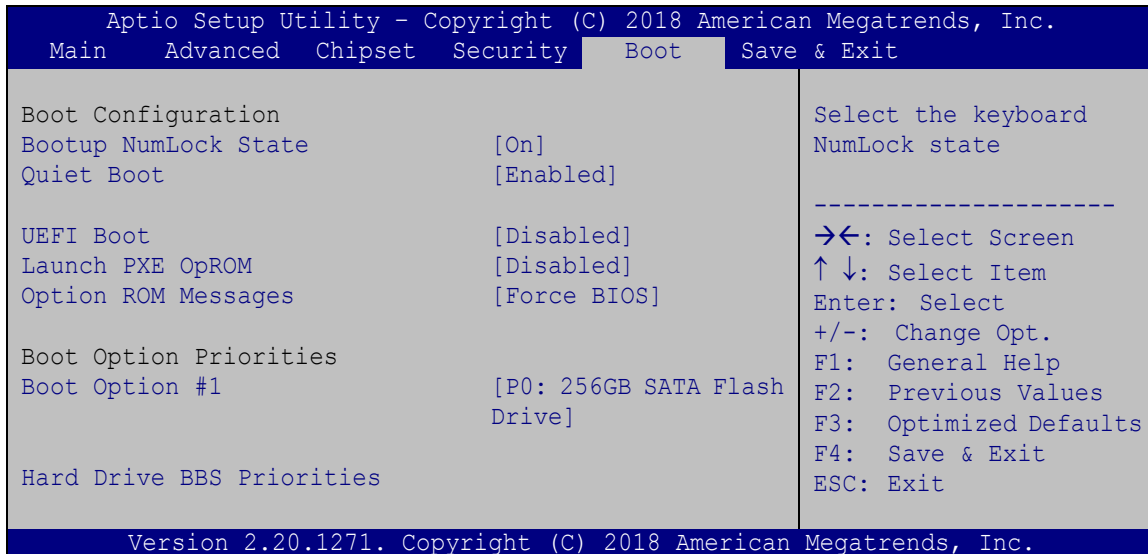 Aptio Setup Utility – Copyright (C) 2018 American Megatrends, Inc.
Main Advanced Chipset Security Boot Save & Exit
Boot Configuration
Bootup NumLock State [On]
Quiet Boot [Enabled]
UEFI Boot [Disabled]
Launch PXE OpROM [Disabled]
Option ROM Messages [Force BIOS]
Boot Option Priorities
Boot Option #1 [P0: 256GB SATA Flash
Drive]
Hard Drive BBS Priorities
Select the keyboard
NumLock state
---------------------
→←: Select Screen
↑ ↓: Select Item
Enter: Select
+/-: Change Opt.
F1: General Help
F2: Previous Values
F3: Optimized Defaults
F4: Save & Exit
ESC: Exit
Version 2.20.1271. Copyright (C) 2018 American Megatrends, Inc.